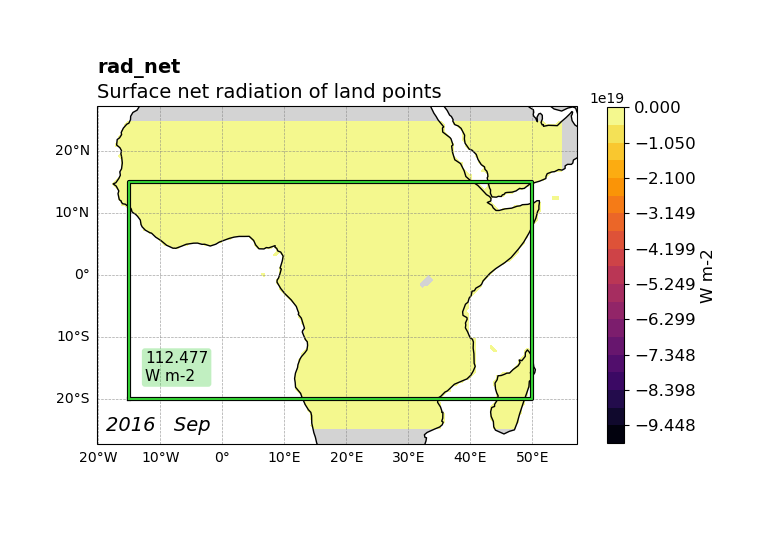 rad_net
Surface net radiation of land points
1e19
0.000
−1.050
−2.100
−3.149
−4.199
−5.249
−6.299
−7.348
−8.398
−9.448
W m-2
20°N
10°N
0°
10°S
20°S
112.477
W m-2
2016 Sep
20°W 10°W 0° 10°E 20°E 30°E 40°E 50°E